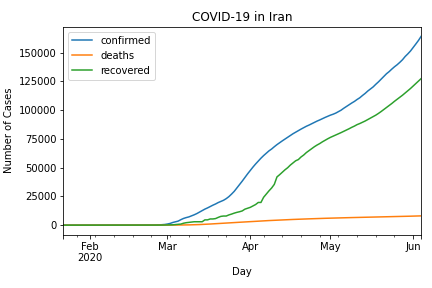 COVID-19 in Iran
confirmed
deaths
recovered
Number of Cases
150000
125000
100000
75000
50000
25000
0
Feb Mar Apr May Jun
2020
Day